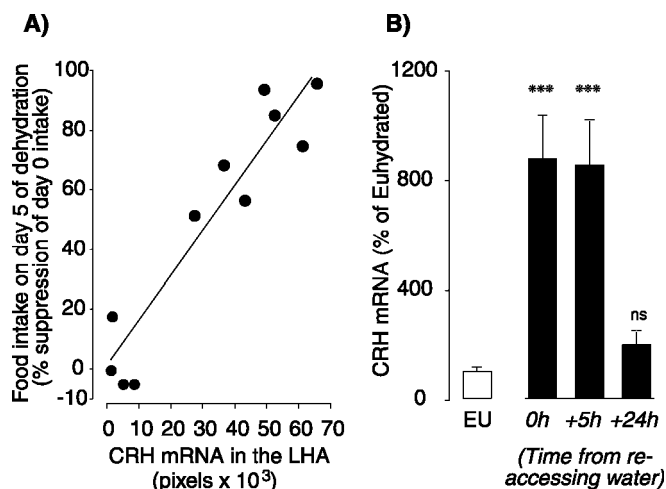 A)
Food intake on day 5 of dehydration
(% suppression of day 0 intake)
100
80
60
40
20
0
-10
0 10 20 30 40 50 60 70
CRH mRNA in the LHA
(pixels x 10³)
B)
CRH mRNA (% of Euhydrated)
1200
800
400
0
*** ***
ns
EU 0h +5h +24h
(Time from re-
accessing water)